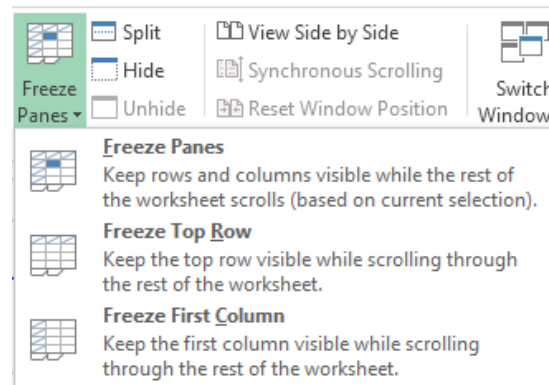 Freeze
Panes
Split
Hide
Unhide
View Side by Side
Synchronous Scrolling
Reset Window Position
Switch
Window
Freeze Panes
Keep rows and columns visible while the rest of
the worksheet scrolls (based on current selection).
Freeze Top Row
Keep the top row visible while scrolling through
the rest of the worksheet.
Freeze First Column
Keep the first column visible while scrolling
through the rest of the worksheet.